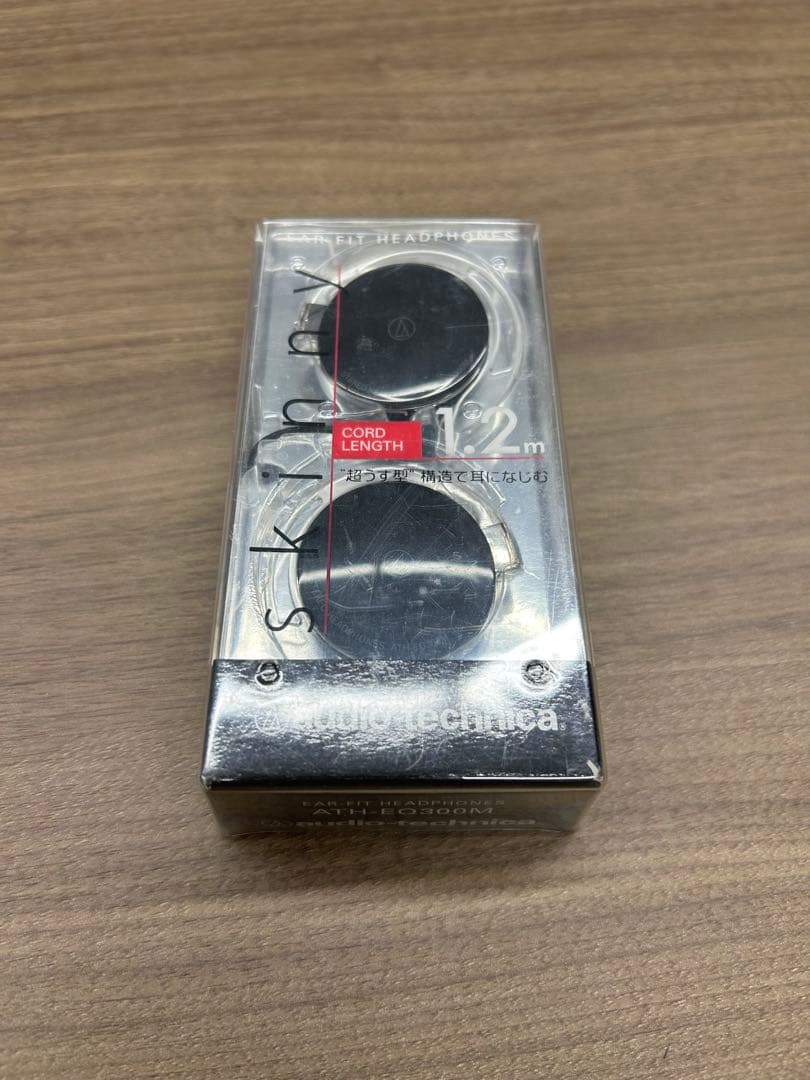 EAR-FIT HEADPHONES
skinny
CORD
LENGTH
1.2m
"超うす型" 構造で耳になじむ
audio-technica
EAR-FIT HEADPHONES
ATH-EQ300M
audio-technica